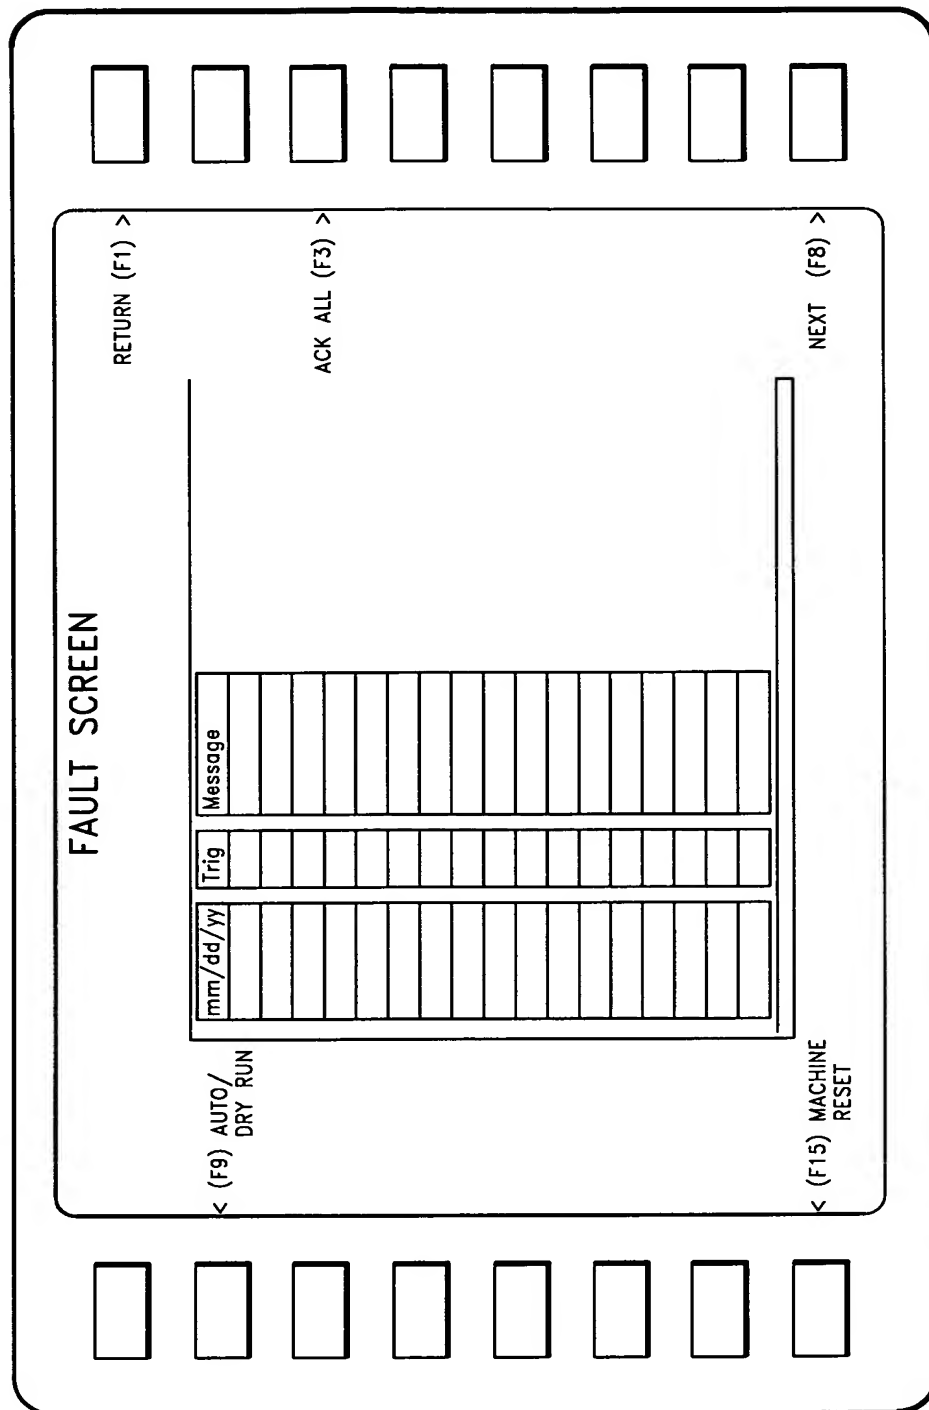 FAULT SCREEN
RETURN (F1) >
< (F9) AUTO/
DRY RUN
mm/dd/yy
Trig
Message
ACK ALL (F3) >
< (F15) MACHINE
RESET
NEXT (F8) >